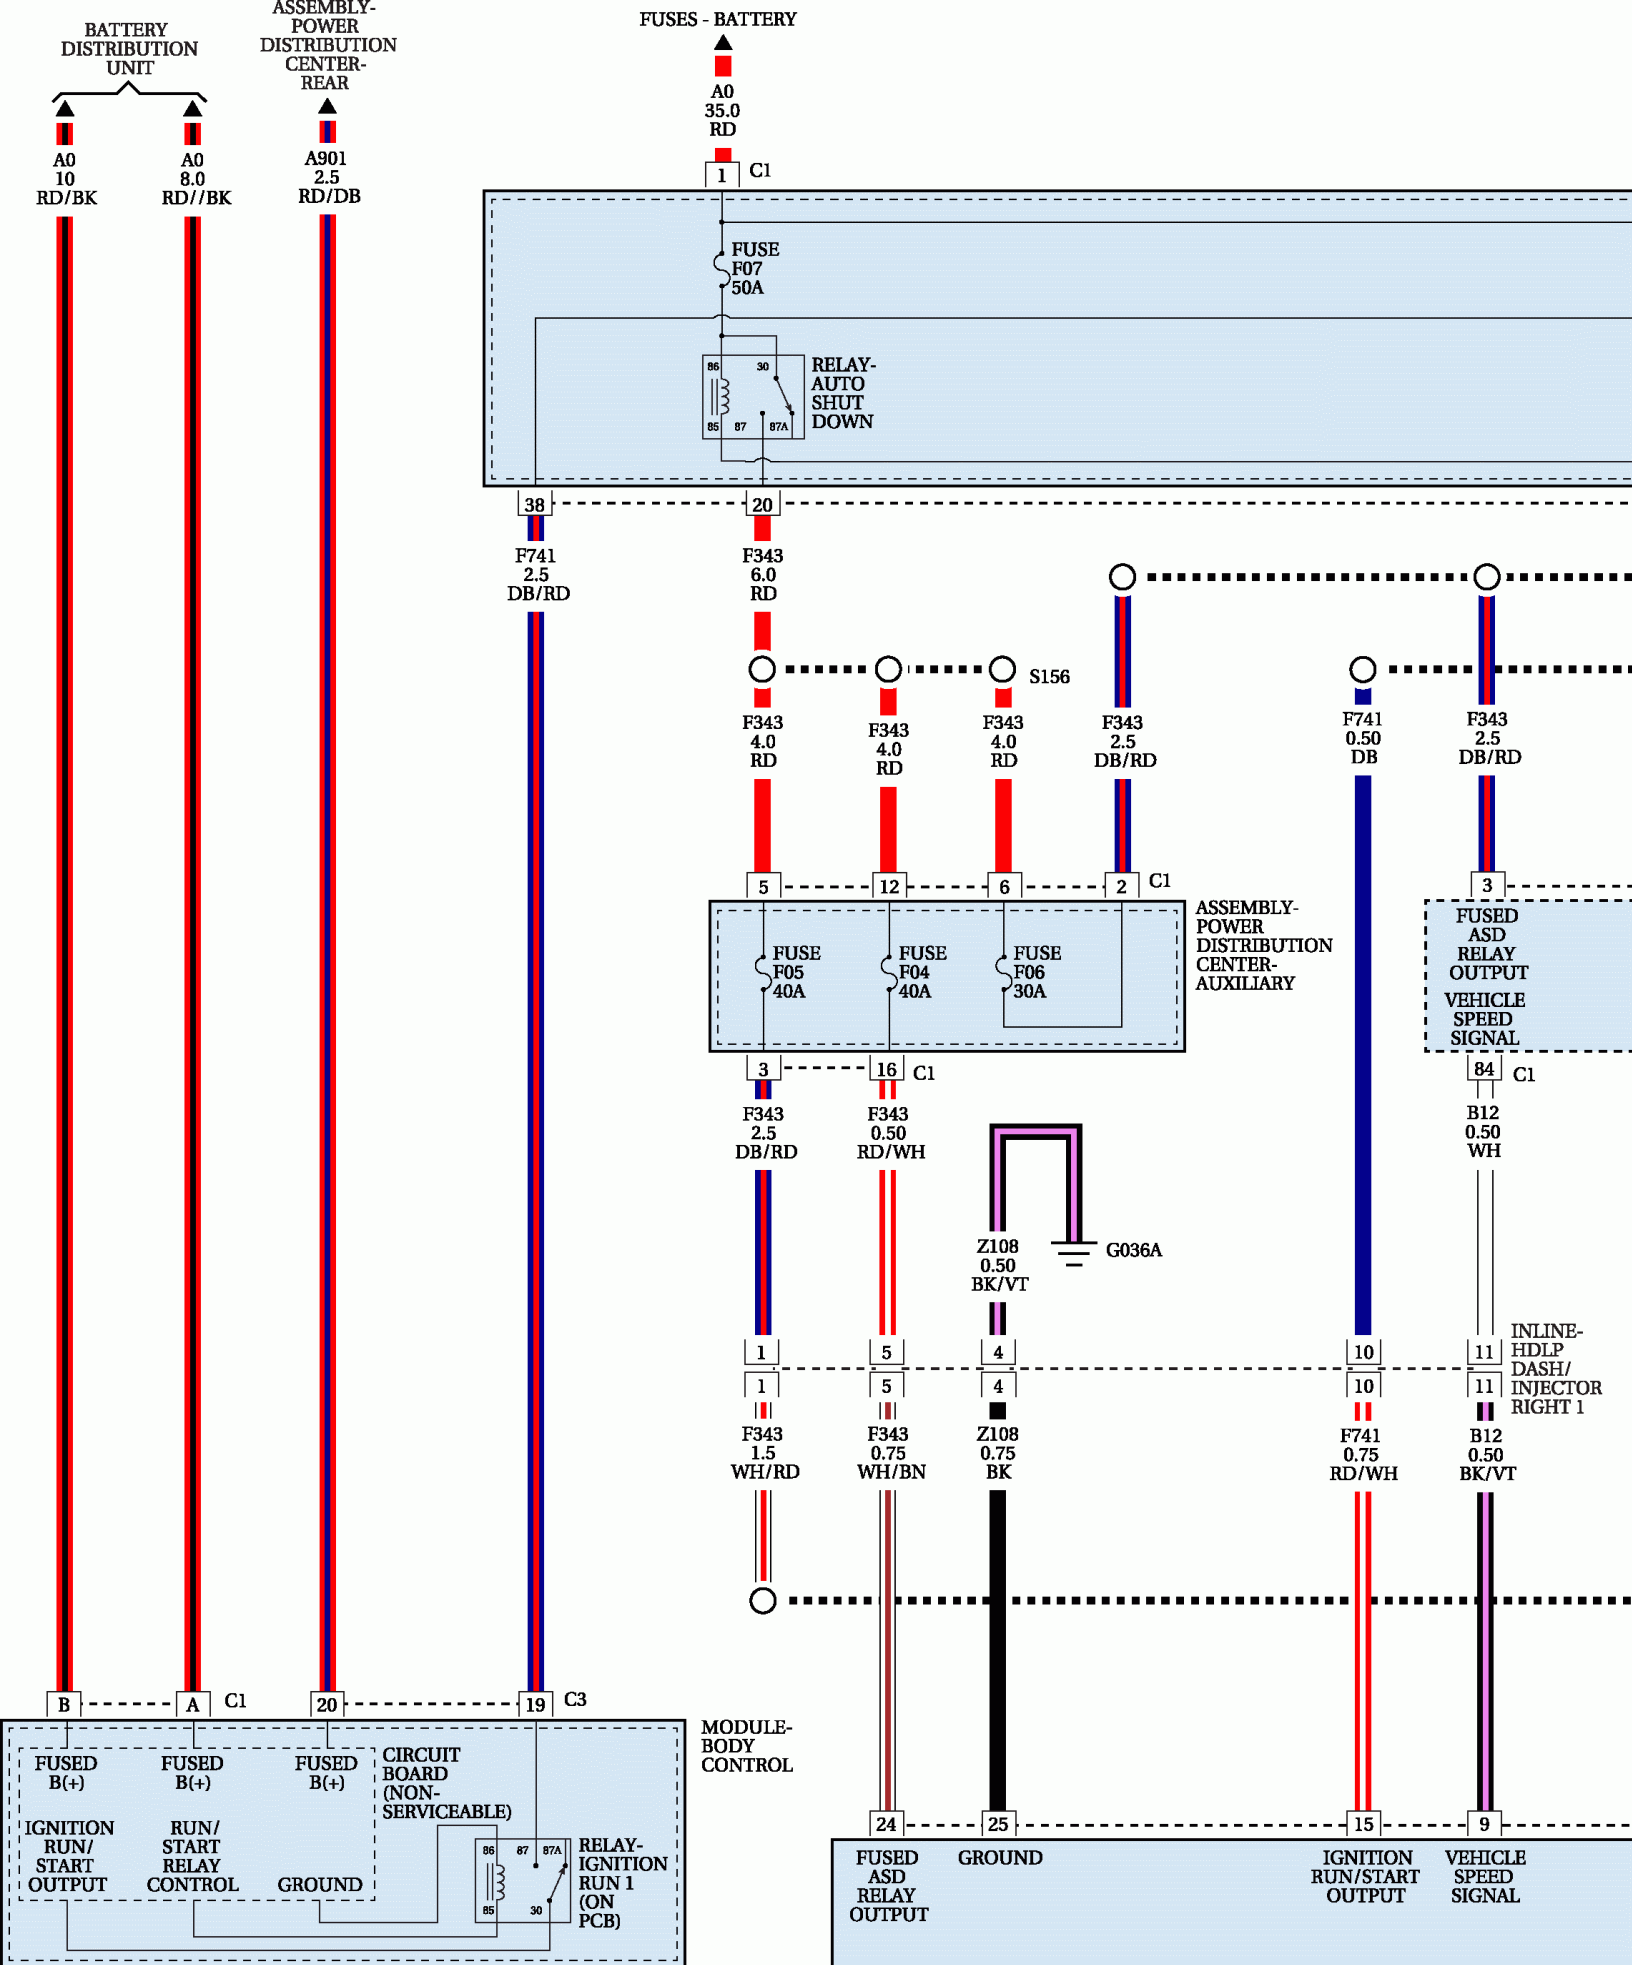 BATTERY
DISTRIBUTION
UNIT
ASSEMBLY-
POWER
DISTRIBUTION
CENTER-
REAR
FUSES - BATTERY
A0
10
RD/BK
A0
8.0
RD//BK
A901
2.5
RD/DB
A0
35.0
RD
1
C1
FUSE
F07
50A
86
30
85
87
87A
RELAY-
AUTO
SHUT
DOWN
38
20
F741
2.5
DB/RD
F343
6.0
RD
S156
F343
4.0
RD
F343
4.0
RD
F343
4.0
RD
F343
2.5
DB/RD
F741
0.50
DB
F343
2.5
DB/RD
5
12
6
2
C1
3
FUSE
F05
40A
FUSE
F04
40A
FUSE
F06
30A
ASSEMBLY-
POWER
DISTRIBUTION
CENTER-
AUXILIARY
FUSED
ASD
RELAY
OUTPUT
VEHICLE
SPEED
SIGNAL
3
16
C1
84
C1
F343
2.5
DB/RD
F343
0.50
RD/WH
B12
0.50
WH
Z108
0.50
BK/VT
G036A
1
5
4
10
11
1
5
4
10
11
INLINE-
HDLP
DASH/
INJECTOR
RIGHT 1
F343
1.5
WH/RD
F343
0.75
WH/BN
Z108
0.75
BK
F741
0.75
RD/WH
B12
0.50
BK/VT
B
A
C1
20
19
C3
MODULE-
BODY
CONTROL
FUSED
B(+)
FUSED
B(+)
FUSED
B(+)
CIRCUIT
BOARD
(NON-
SERVICEABLE)
IGNITION
RUN/
START
OUTPUT
RUN/
START
RELAY
CONTROL
GROUND
86
87
87A
85
30
RELAY-
IGNITION
RUN 1
(ON
PCB)
24
25
15
9
FUSED
ASD
RELAY
OUTPUT
GROUND
IGNITION
RUN/START
OUTPUT
VEHICLE
SPEED
SIGNAL